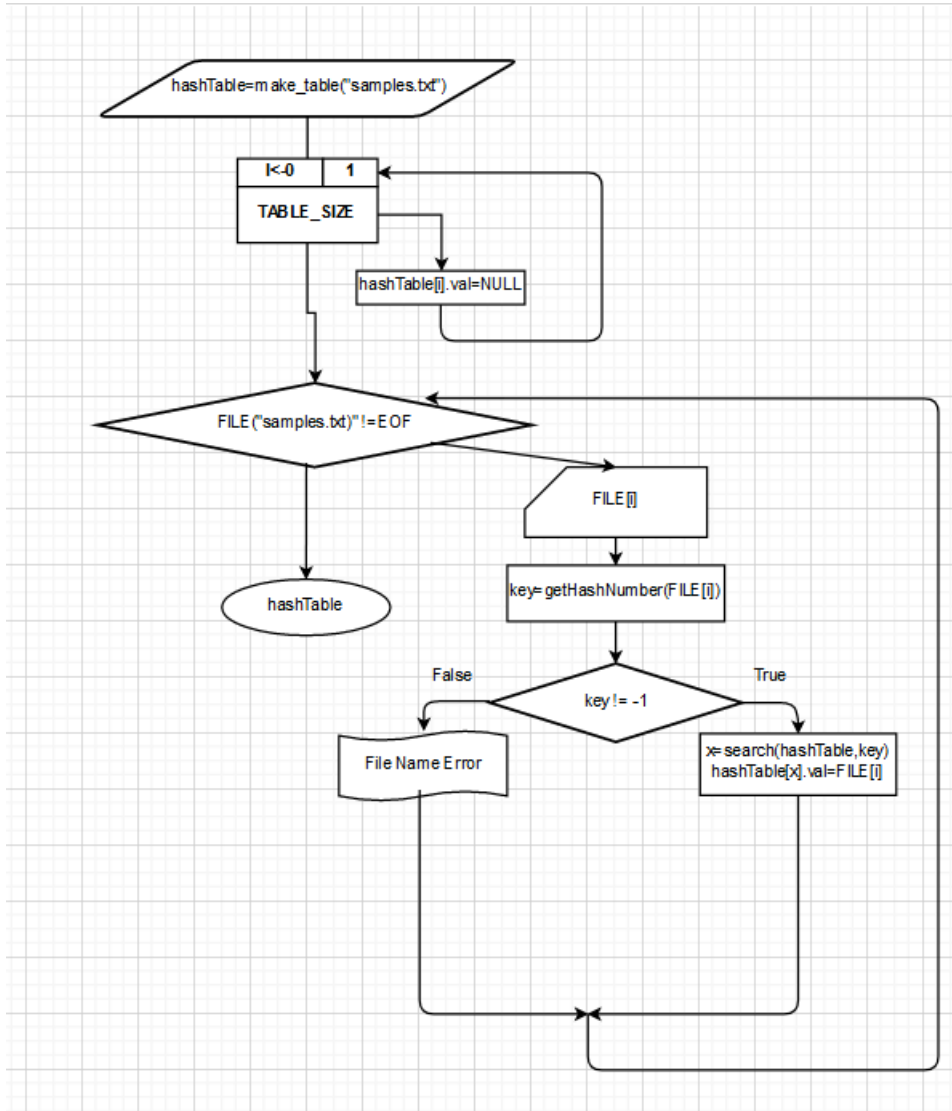 hashTable=make_table("samples.txt")
I<-0
1
TABLE_SIZE
hashTable[i].val=NULL
FILE("samples.txt)"!=EOF
FILE[i]
hashTable
key=getHashNumber(FILE[i])
False
True
key!= -1
File Name Error
x=search(hashTable,key)
hashTable[x].val=FILE[i]